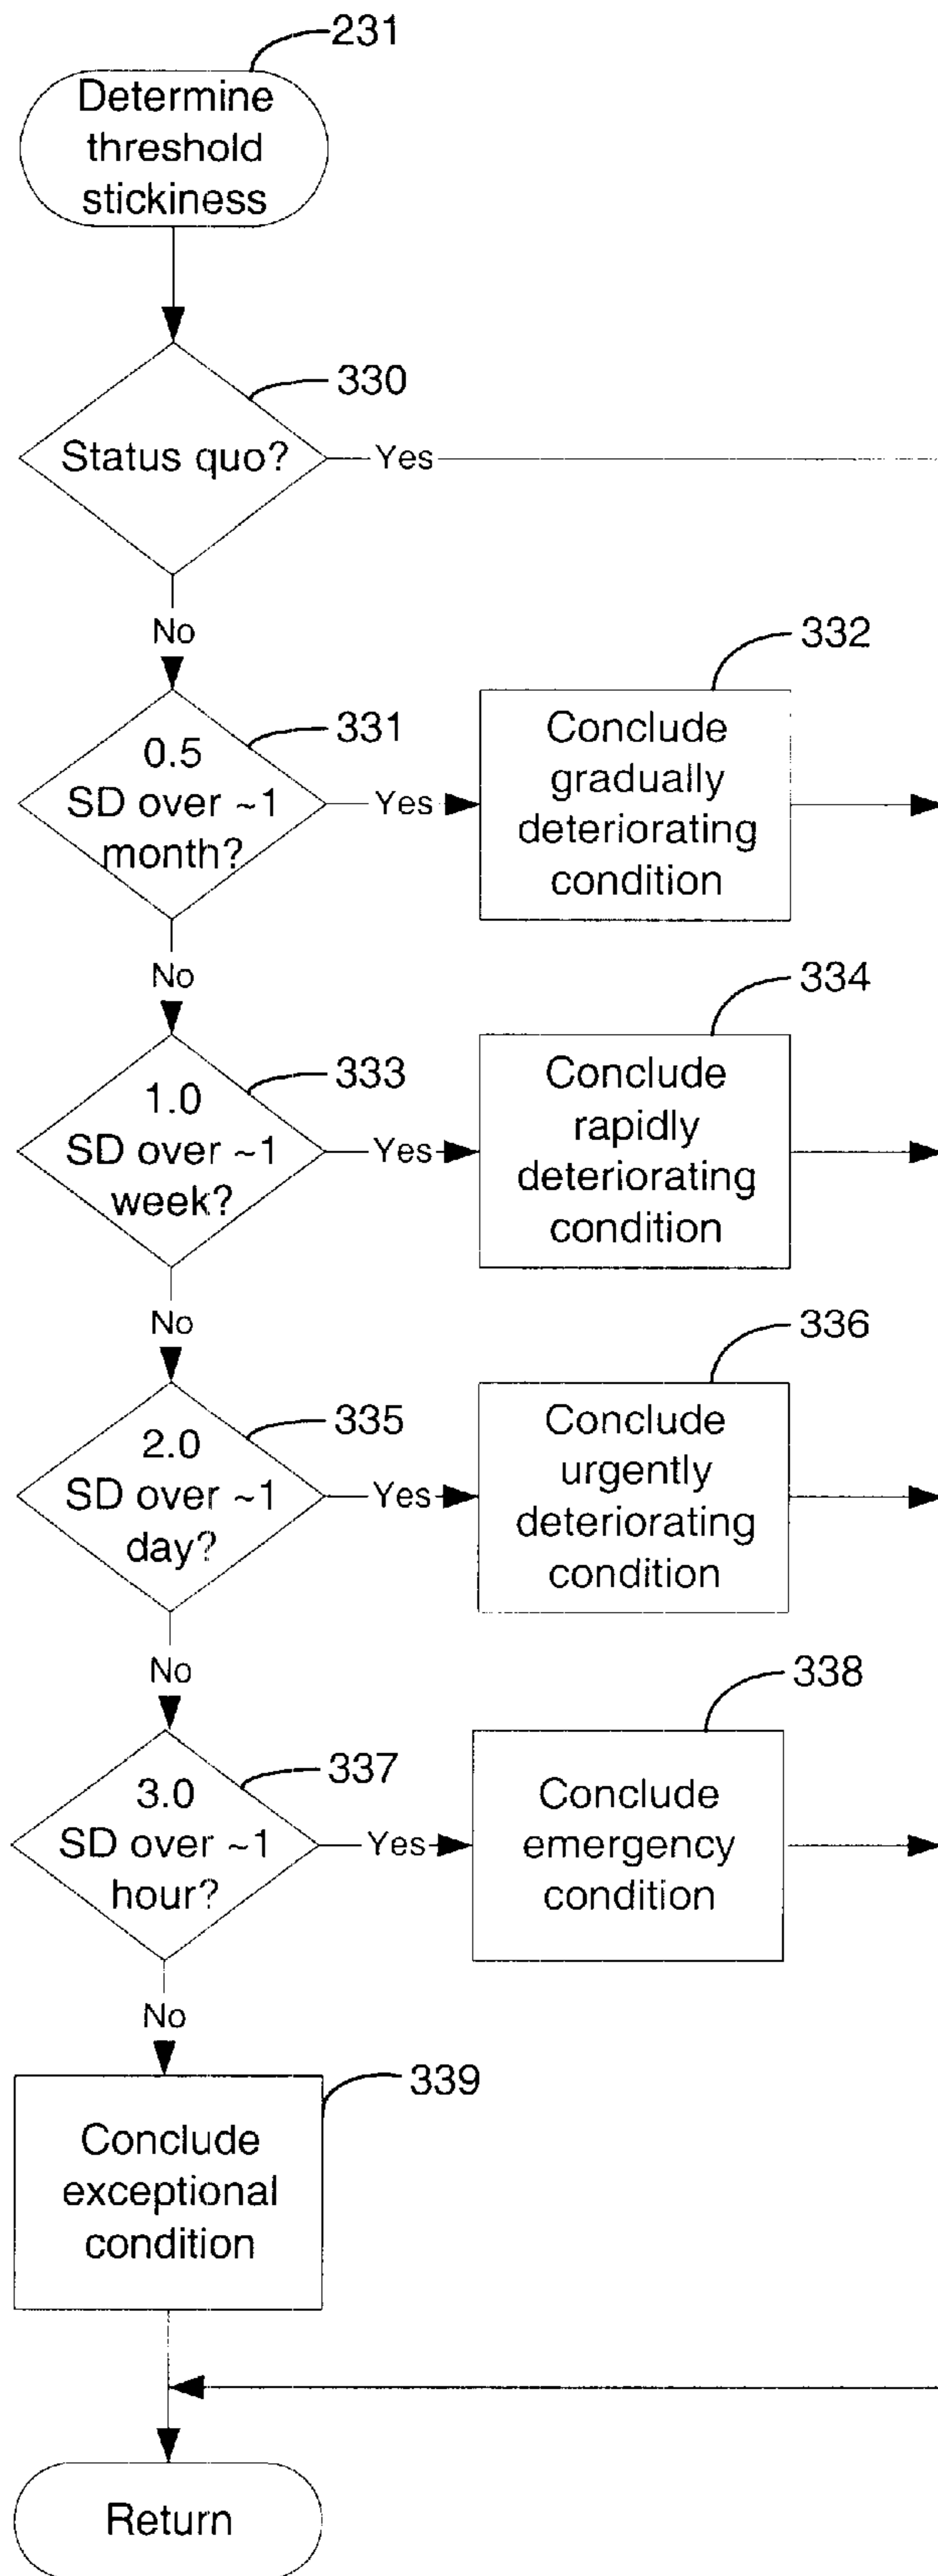 231
Determine
threshold
stickiness
330
Status quo?
Yes
No
331
0.5
SD over ~1
month?
Yes
332
Conclude
gradually
deteriorating
condition
No
333
1.0
SD over ~1
week?
Yes
334
Conclude
rapidly
deteriorating
condition
No
335
2.0
SD over ~1
day?
Yes
336
Conclude
urgently
deteriorating
condition
No
337
3.0
SD over ~1
hour?
Yes
338
Conclude
emergency
condition
No
339
Conclude
exceptional
condition
Return